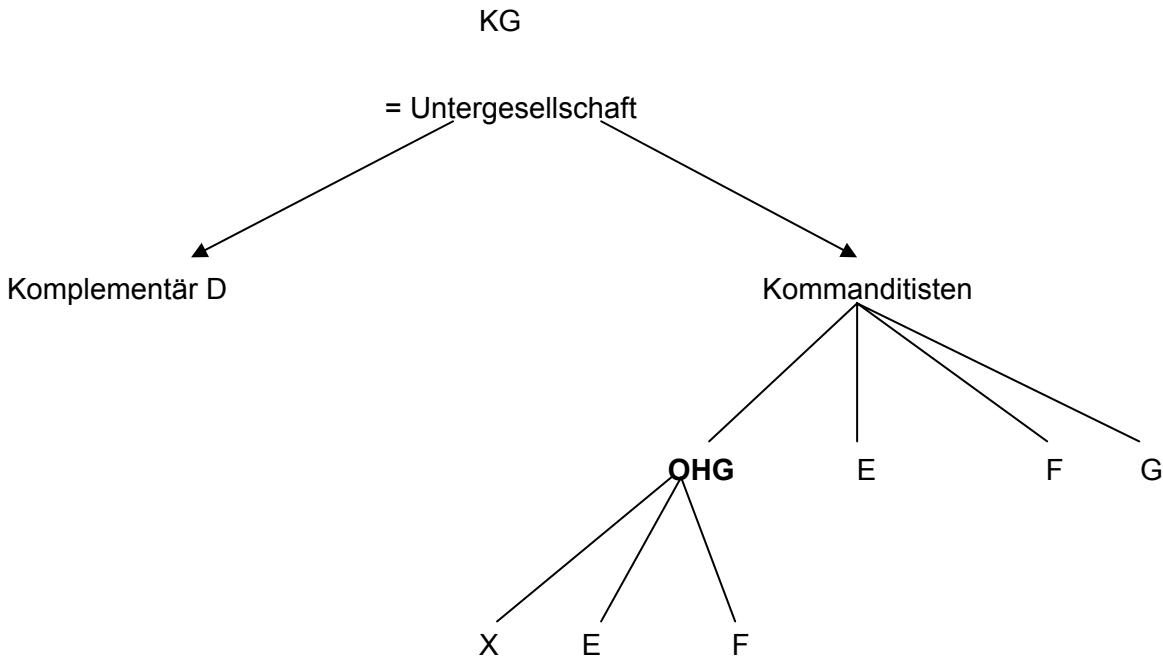 KG
= Untergesellschaft
Komplementär D
Kommanditisten
OHG E F G
X E F